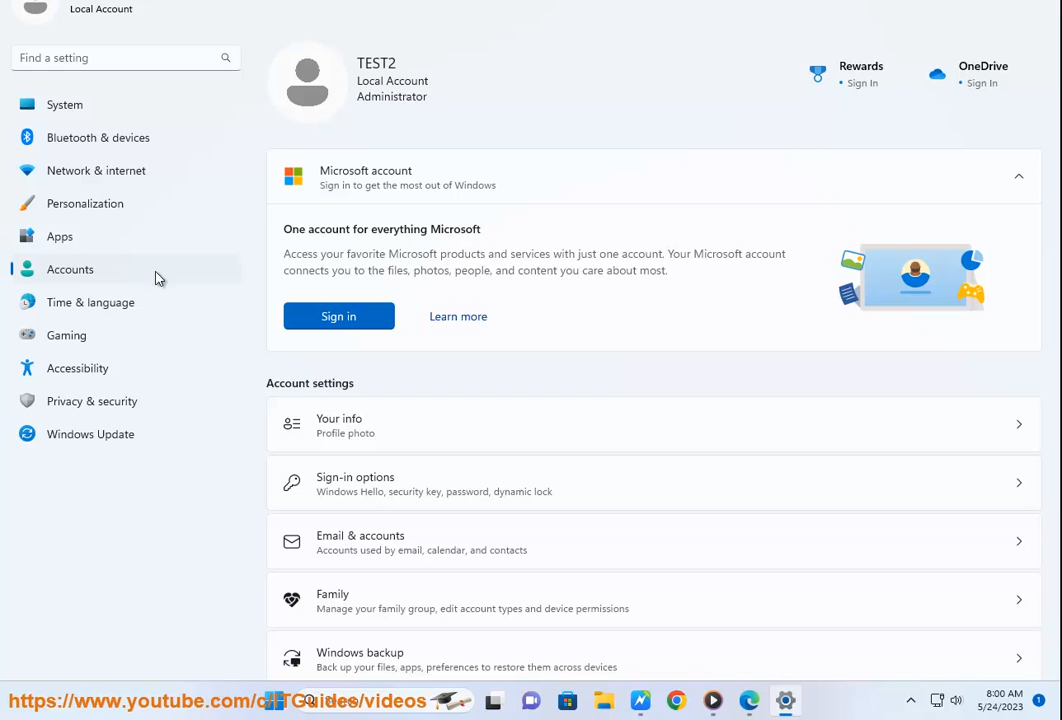 Local Account
Find a setting
System
Bluetooth & devices
Network & internet
Personalization
Apps
Accounts
Time & language
Gaming
Accessibility
Privacy & security
Windows Update
TEST2
Local Account
Administrator
Rewards
• Sign In
OneDrive
• Sign In
Microsoft account
Sign in to get the most out of Windows
One account for everything Microsoft
Access your favorite Microsoft products and services with just one account. Your Microsoft account
connects you to the files, photos, people, and content you care about most.
Sign in
Learn more
Account settings
Your info
Profile photo
Sign-in options
Windows Hello, security key, password, dynamic lock
Email & accounts
Accounts used by email, calendar, and contacts
Family
Manage your family group, edit account types and device permissions
Windows backup
Back up your files, apps, preferences to restore them across devices
https://www.youtube.com/c/ITGuides/videos
8:00 AM
5/24/2023
1